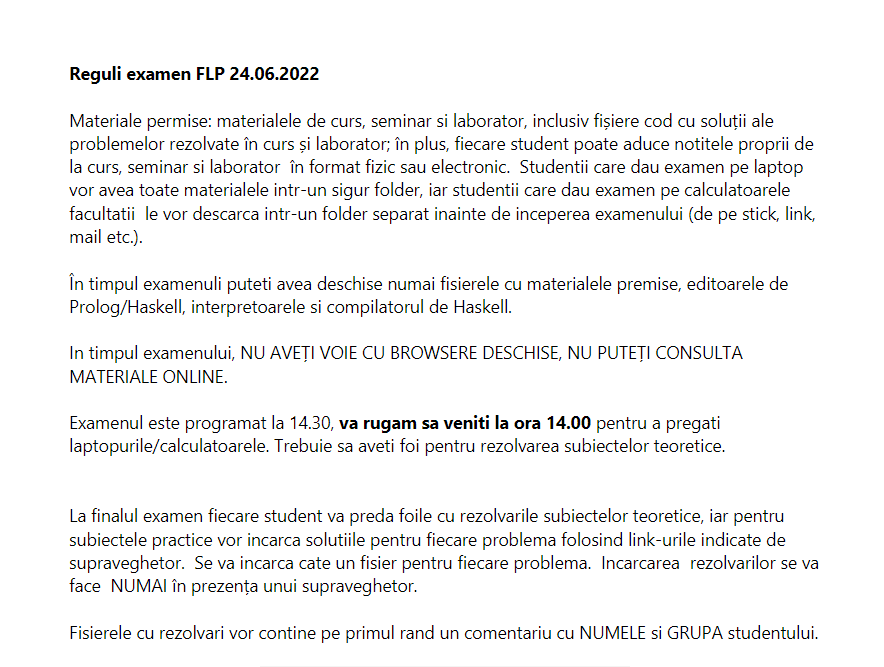 Reguli examen FLP 24.06.2022
Materiale permise: materialele de curs, seminar si laborator, inclusiv fișiere cod cu soluții ale
problemelor rezolvate în curs și laborator; în plus, fiecare student poate aduce notitele proprii de
la curs, seminar si laborator în format fizic sau electronic. Studentii care dau examen pe laptop
vor avea toate materialele intr-un sigur folder, iar studentii care dau examen pe calculatoarele
facultatii le vor descarca intr-un folder separat inainte de inceperea examenului (de pe stick, link,
mail etc.).
În timpul examenuli puteti avea deschise numai fisierele cu materialele premise, editoarele de
Prolog/Haskell, interpretoarele si compilatorul de Haskell.
In timpul examenului, NU AVEȚI VOIE CU BROWSERE DESCHISE, NU PUTEȚI CONSULTA
MATERIALE ONLINE.
Examenul este programat la 14.30, va rugam sa veniti la ora 14.00 pentru a pregati
laptopurile/calculatoarele. Trebuie sa aveti foi pentru rezolvarea subiectelor teoretice.
La finalul examen fiecare student va preda foile cu rezolvarile subiectelor teoretice, iar pentru
subiectele practice vor incarca solutiile pentru fiecare problema folosind link-urile indicate de
supraveghetor. Se va incarca cate un fisier pentru fiecare problema. Incarcarea rezolvarilor se va
face NUMAI în prezența unui supraveghetor.
Fisierele cu rezolvari vor contine pe primul rand un comentariu cu NUMELE si GRUPA studentului.